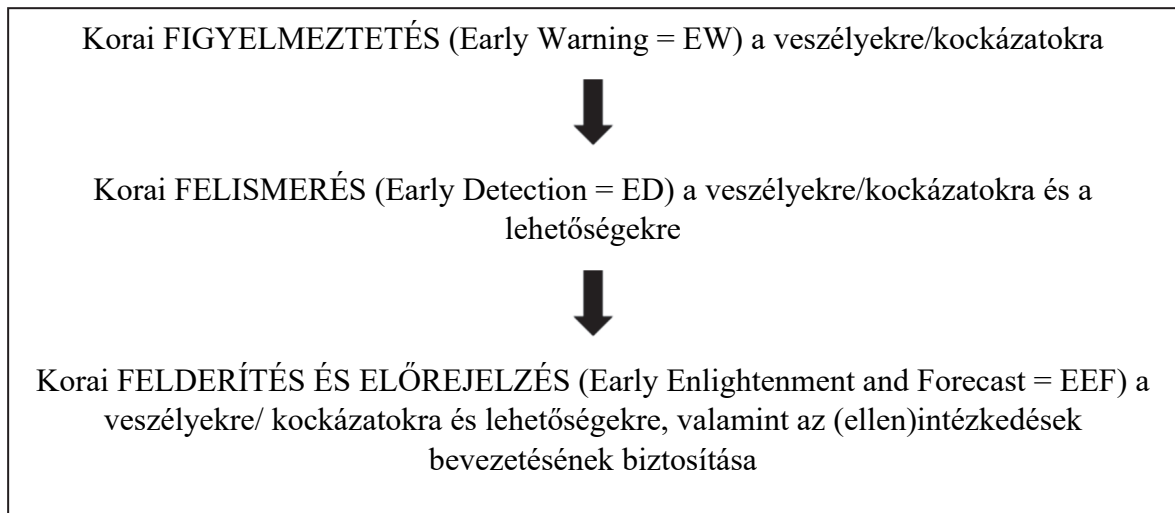 Korai FIGYELMEZTETÉS (Early Warning = EW) a veszélyekre/kockázatokra
Korai FELISMERÉS (Early Detection = ED) a veszélyekre/kockázatokra és a
lehetőségekre
Korai FELDERÍTÉS ÉS ELŐREJELZÉS (Early Enlightenment and Forecast = EEF) a
veszélyekre/ kockázatokra és lehetőségekre, valamint az (ellen)intézkedések
bevezetésének biztosítása